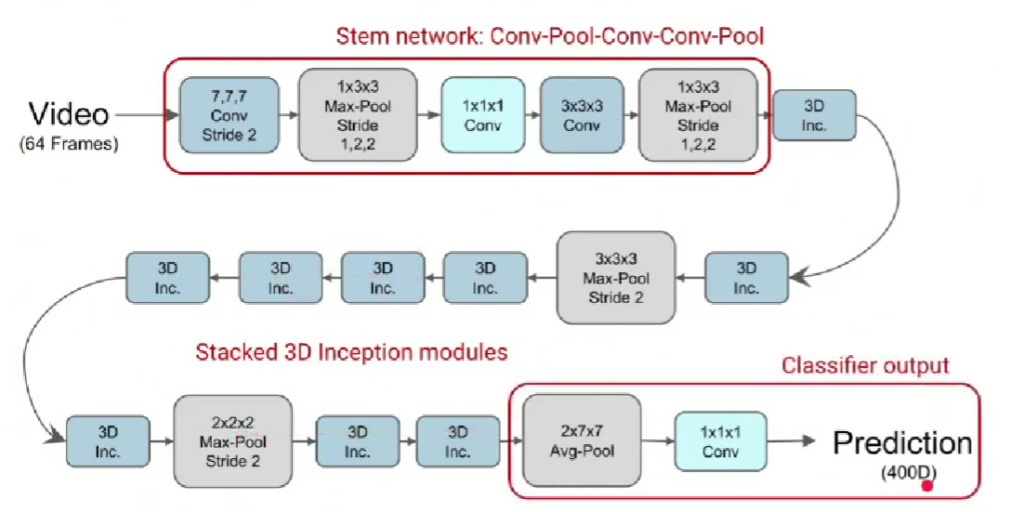 Stem network: Conv-Pool-Conv-Conv-Pool
Video
(64 Frames)
7,7,7
Conv
Stride 2
1x3x3
Max-Pool
Stride
1,2,2
1x1x1
Conv
3x3x3
Conv
1x3x3
Max-Pool
Stride
1,2,2
3D
Inc.
3D
Inc.
3D
Inc.
3D
Inc.
3D
Inc.
3x3x3
Max-Pool
Stride 2
3D
Inc.
Stacked 3D Inception modules
Classifier output
3D
Inc.
2x2x2
Max-Pool
Stride 2
3D
Inc.
3D
Inc.
2x7x7
Avg-Pool
1x1x1
Conv
Prediction
(400D)